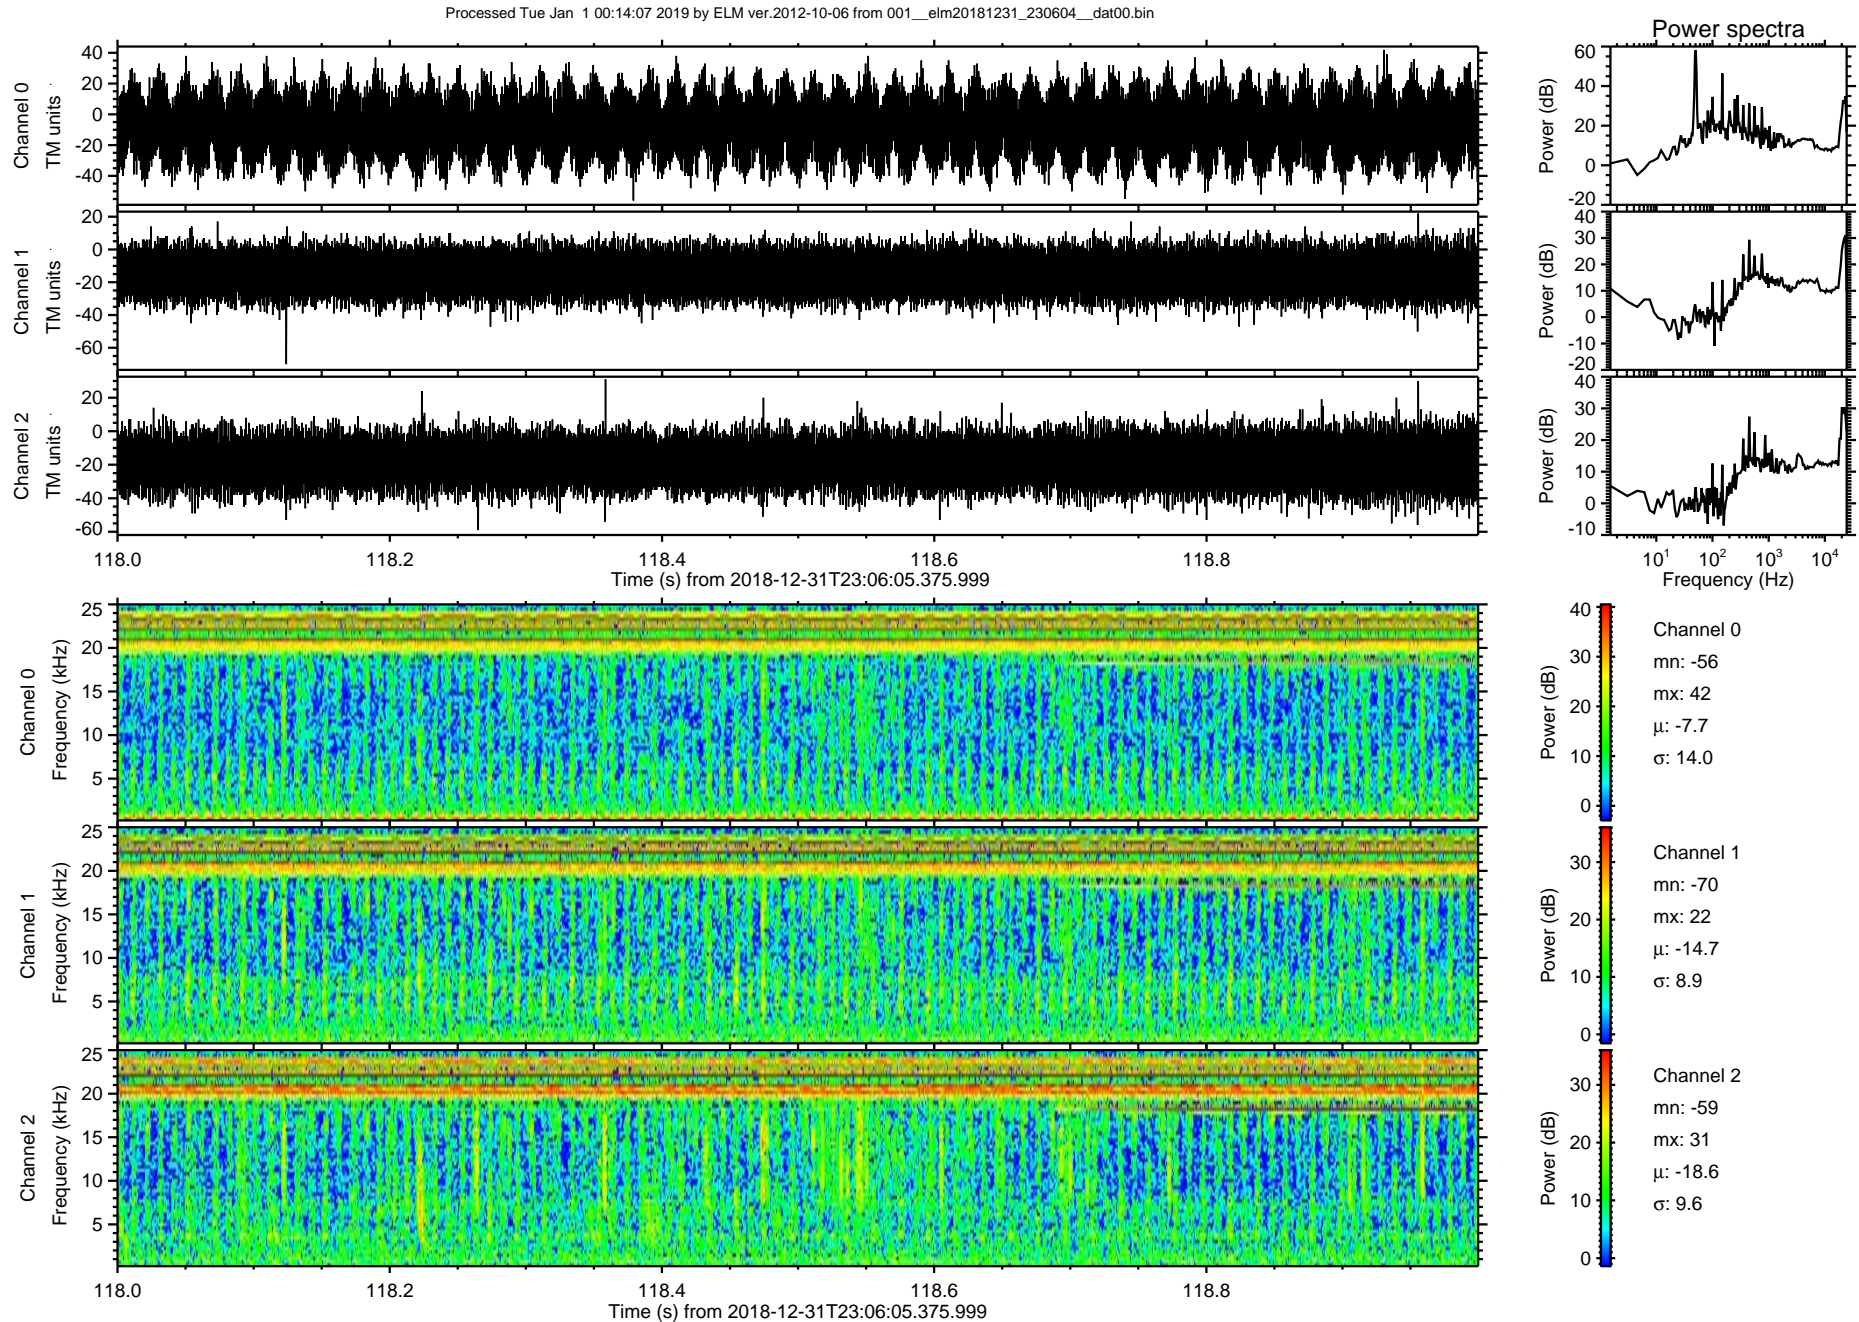 Processed Tue Jan 1 00:14:07 2019 by ELM ver.2012-10-06 from 001__elm20181231_230604__dat00.bin
Power spectra
Channel 0
TM units
40
20
0
-20
-40
Power (dB)
60
40
20
0
-20
Channel 1
TM units
20
0
-20
-40
-60
Power (dB)
40
30
20
10
0
-10
-20
Channel 2
TM units
20
0
-20
-40
-60
Power (dB)
40
30
20
10
0
-10
118.0 118.2 118.4 118.6 118.8
Time (s) from 2018-12-31T23:06:05.375.999
10^1 10^2 10^3 10^4
Frequency (Hz)
Channel 0
Frequency (kHz)
25
20
15
10
5
Power (dB)
40
30
20
10
0
Channel 0
mn: -56
mx: 42
μ: -7.7
σ: 14.0
Channel 1
Frequency (kHz)
25
20
15
10
5
Power (dB)
30
20
10
0
Channel 1
mn: -70
mx: 22
μ: -14.7
σ: 8.9
Channel 2
Frequency (kHz)
25
20
15
10
5
Power (dB)
30
20
10
0
Channel 2
mn: -59
mx: 31
μ: -18.6
σ: 9.6
118.0 118.2 118.4 118.6 118.8
Time (s) from 2018-12-31T23:06:05.375.999